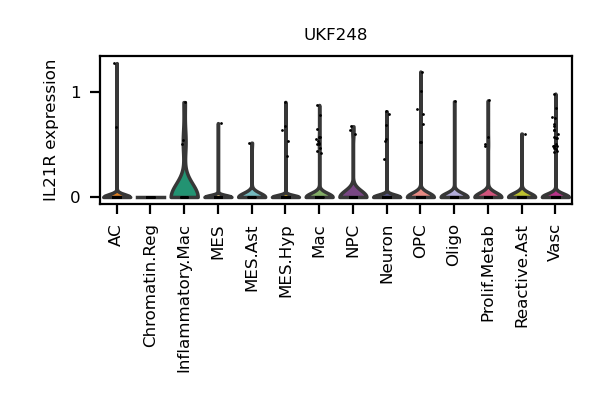 UKF248
IL21R expression
1
0
AC
Chromatin.Reg
Inflammatory.Mac
MES
MES.Ast
MES.Hyp
Mac
NPC
Neuron
OPC
Oligo
Prolif.Metab
Reactive.Ast
Vasc